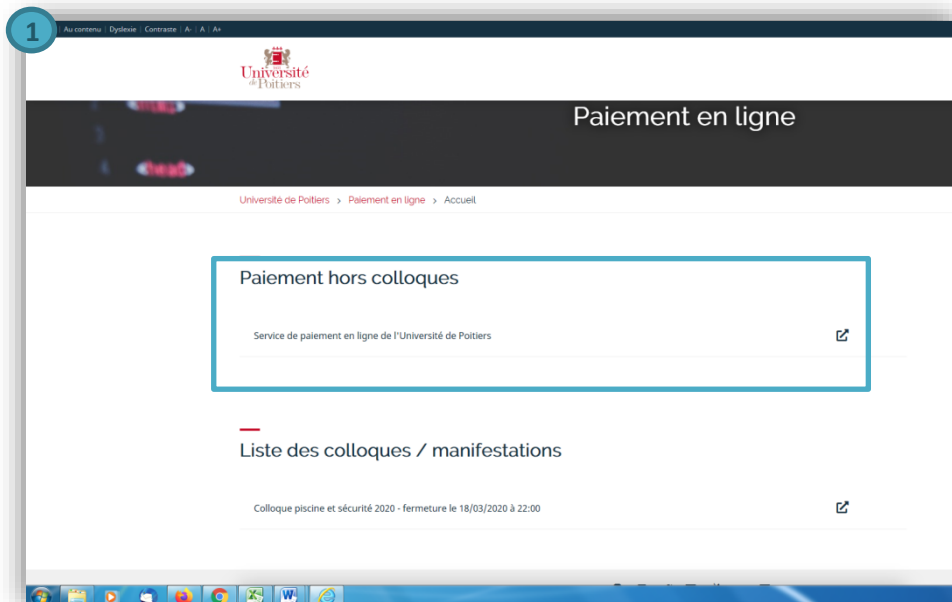 1
Au contenu | Dyslexie | Contraste | A- | A | A+
Université
de Poitiers
Paiement en ligne
Université de Poitiers > Paiement en ligne > Accueil
Paiement hors colloques
Service de paiement en ligne de l'Université de Poitiers
Liste des colloques / manifestations
Colloque piscine et sécurité 2020 - fermeture le 18/03/2020 à 22:00